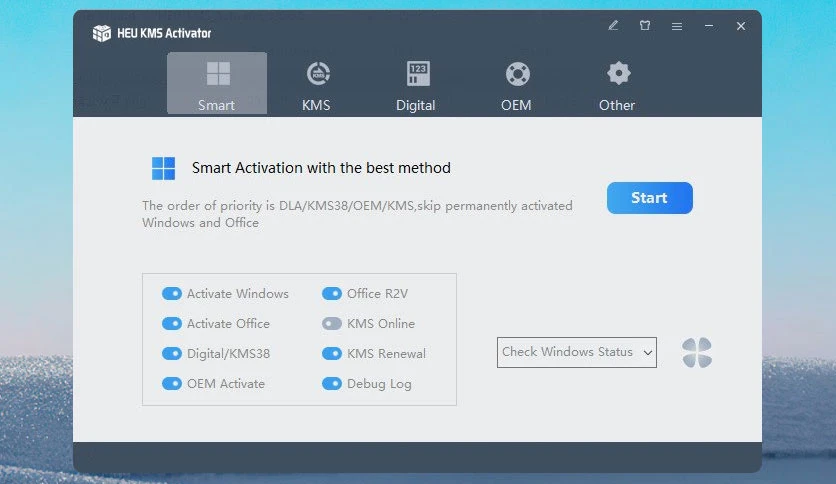 HEU KMS Activator
Smart
KMS
123
Digital
OEM
Other
Smart Activation with the best method
The order of priority is DLA/KMS38/OEM/KMS,skip permanently activated
Windows and Office
Start
Activate Windows
Office R2V
Activate Office
KMS Online
Digital/KMS38
KMS Renewal
OEM Activate
Debug Log
Check Windows Status